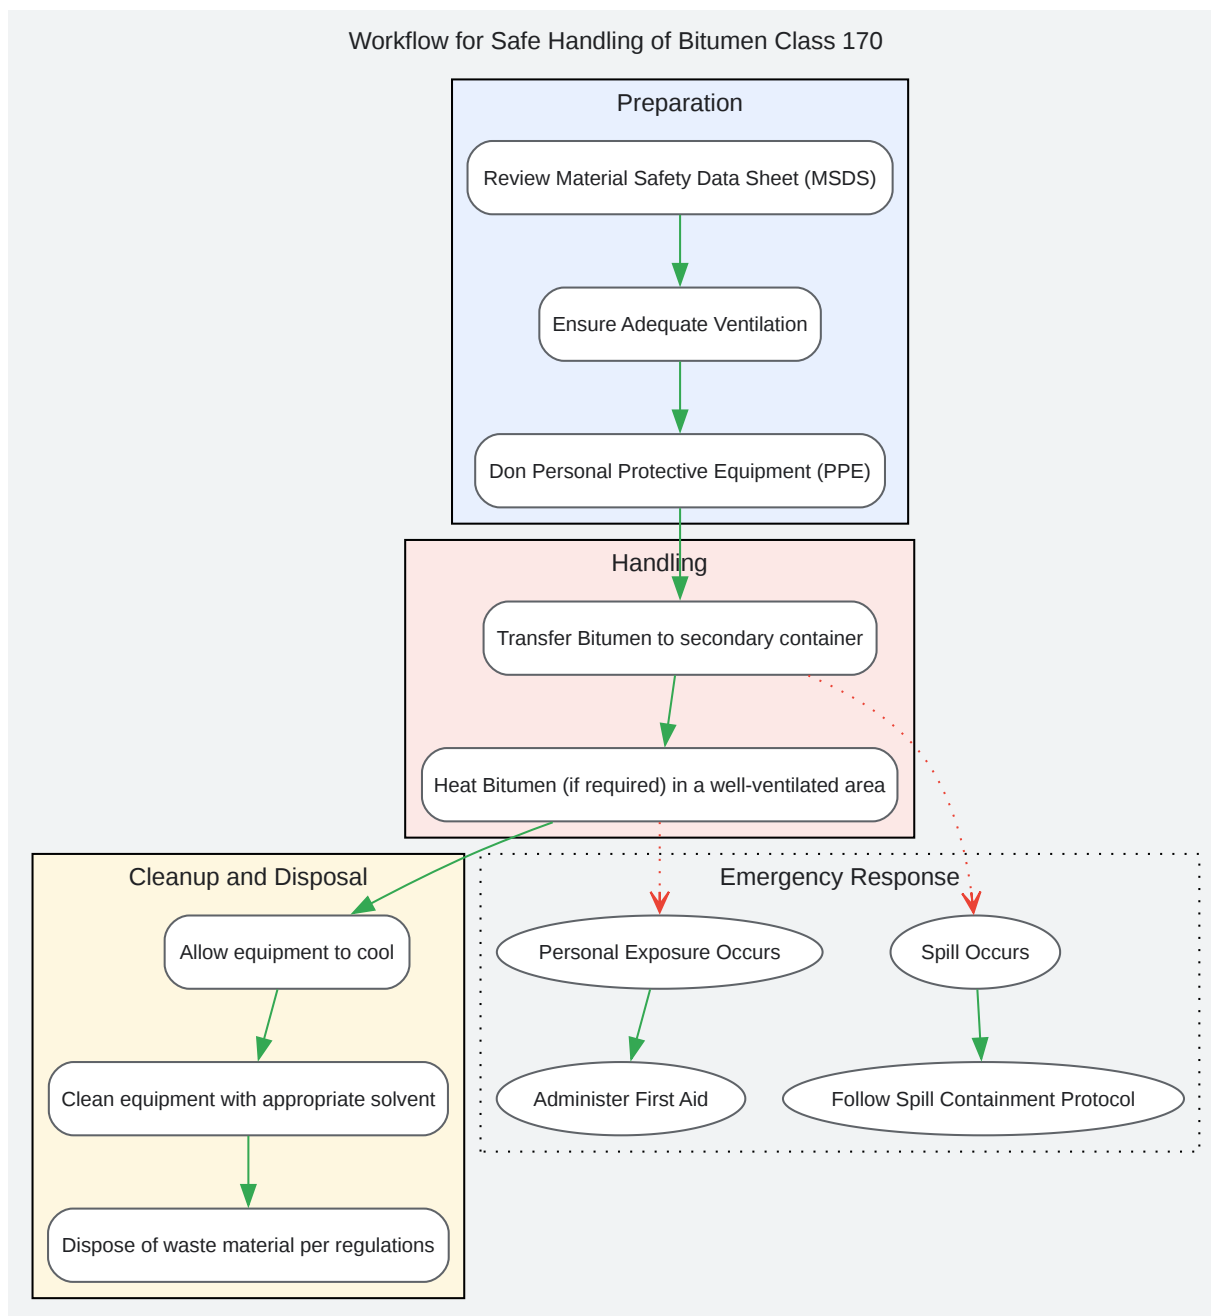 Workflow for Safe Handling of Bitumen Class 170
Preparation
Review Material Safety Data Sheet (MSDS)
Ensure Adequate Ventilation
Don Personal Protective Equipment (PPE)
Handling
Transfer Bitumen to secondary container
Heat Bitumen (if required) in a well-ventilated area
Cleanup and Disposal
Allow equipment to cool
Clean equipment with appropriate solvent
Dispose of waste material per regulations
Emergency Response
Personal Exposure Occurs
Spill Occurs
Administer First Aid
Follow Spill Containment Protocol